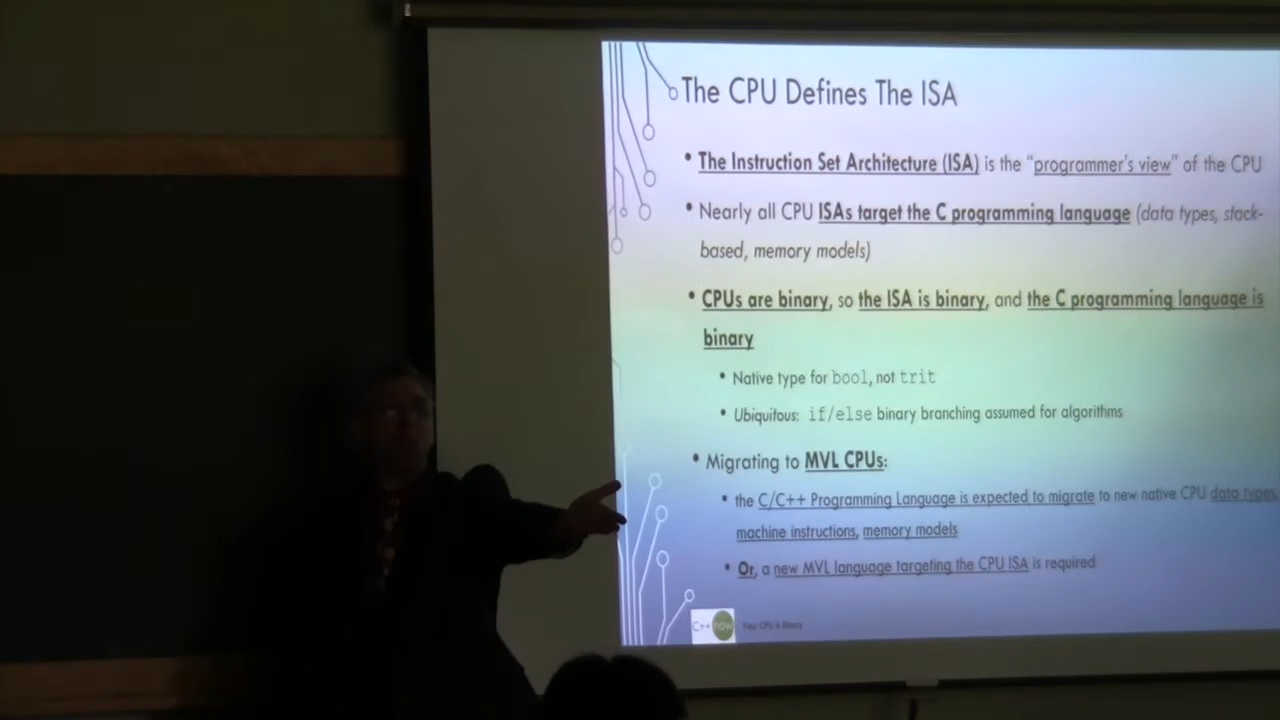 The CPU Defines The ISA
• The Instruction Set Architecture (ISA) is the “programmer's view” of the CPU
• Nearly all CPU ISAs target the C programming language (data types, stack-
based, memory models)
• CPUs are binary, so the ISA is binary, and the C programming language is
binary
• Native type for bool, not trit
• Ubiquitous: if/else binary branching assumed for algorithms
• Migrating to MVL CPUs:
• the C/C++ Programming Language is expected to migrate to new native CPU data types,
machine instructions, memory models
• Or, a new MVL language targeting the CPU ISA is required
C++ now Your CPU is Binary